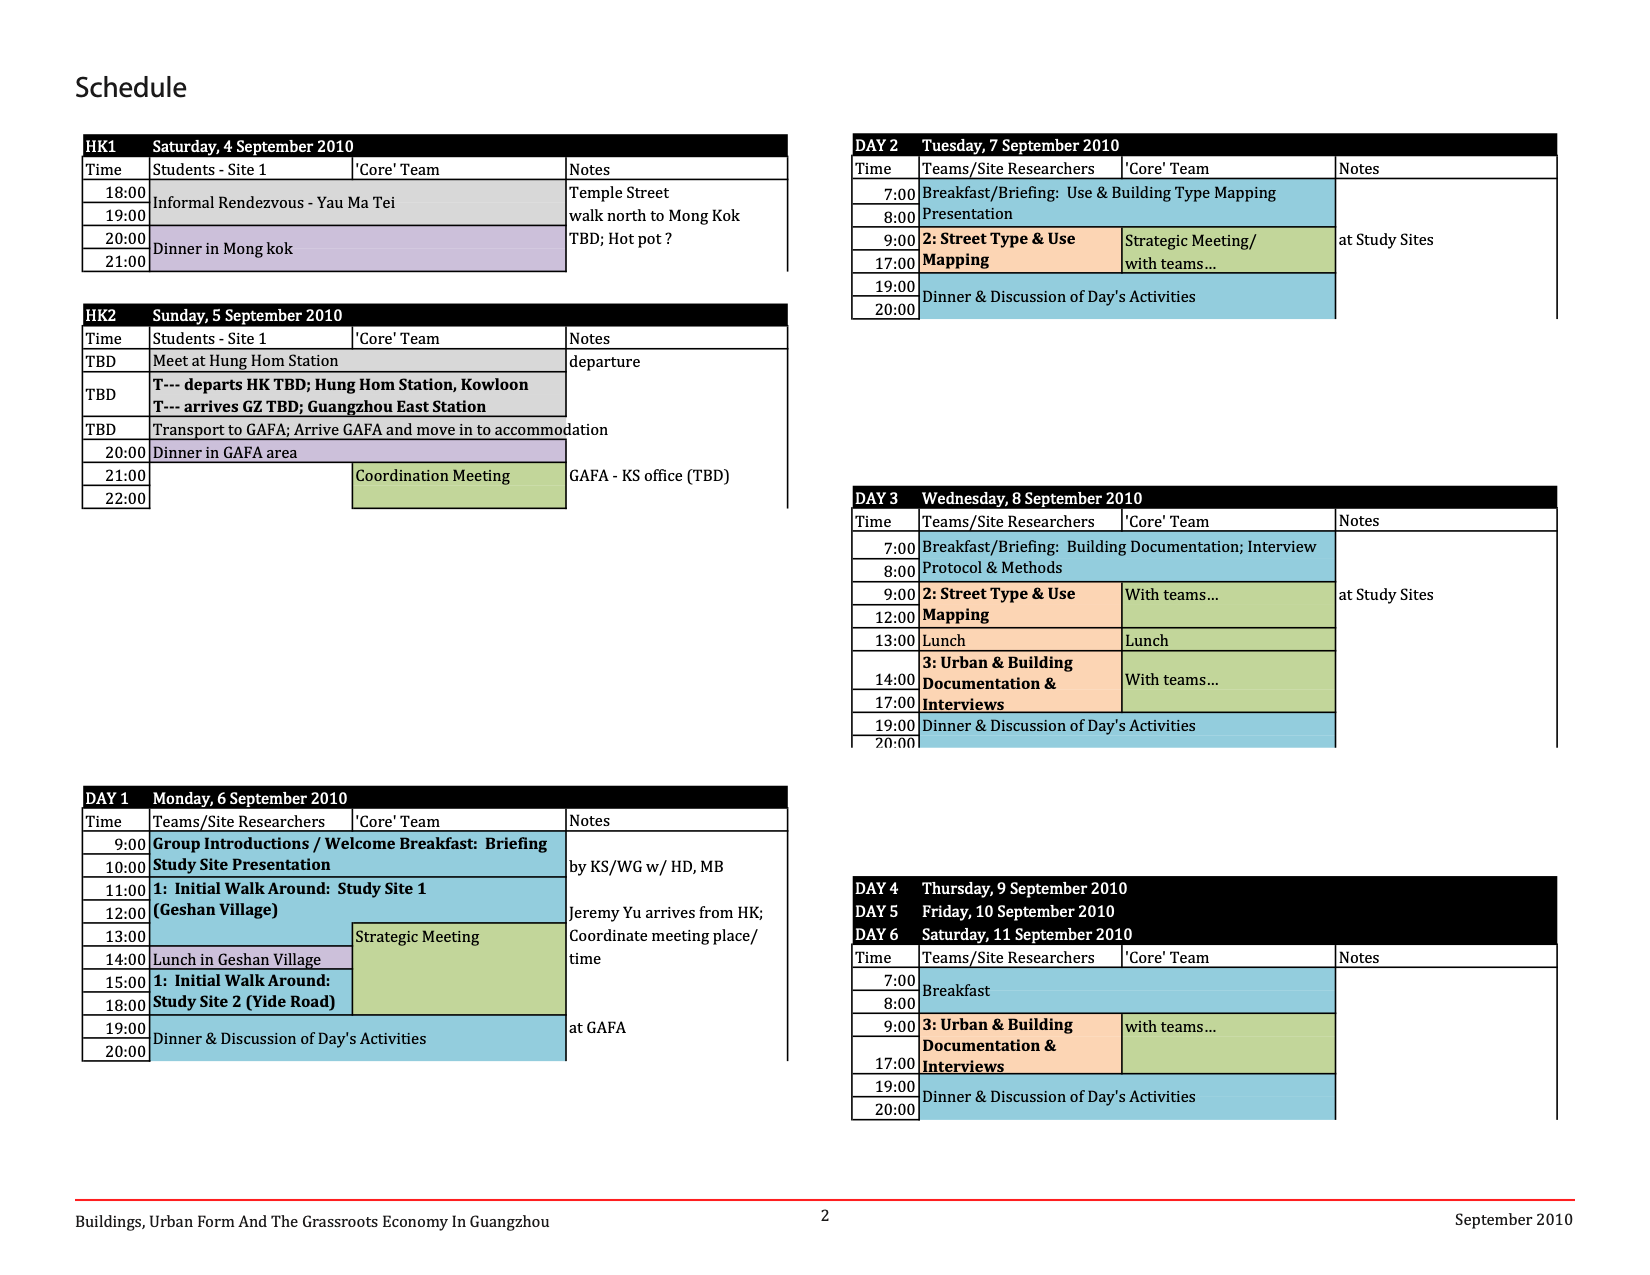 Schedule
HK1 Saturday, 4 September 2010
Time Students - Site 1 'Core' Team Notes
18:00 Informal Rendezvous - Yau Ma Tei Temple Street
19:00 walk north to Mong Kok
20:00 Dinner in Mong kok TBD; Hot pot ?
21:00
HK2 Sunday, 5 September 2010
Time Students - Site 1 'Core' Team Notes
TBD Meet at Hung Hom Station departure
TBD T--- departs HK TBD; Hung Hom Station, Kowloon
T--- arrives GZ TBD; Guangzhou East Station
TBD Transport to GAFA; Arrive GAFA and move in to accommodation
20:00 Dinner in GAFA area
21:00 Coordination Meeting GAFA - KS office (TBD)
22:00
DAY 1 Monday, 6 September 2010
Time Teams/Site Researchers 'Core' Team Notes
9:00 Group Introductions / Welcome Breakfast: Briefing
10:00 Study Site Presentation by KS/WG w/ HD, MB
11:00 1: Initial Walk Around: Study Site 1
12:00 (Geshan Village) Jeremy Yu arrives from HK;
13:00 Strategic Meeting Coordinate meeting place/
14:00 Lunch in Geshan Village time
15:00 1: Initial Walk Around:
18:00 Study Site 2 (Yide Road)
19:00 Dinner & Discussion of Day's Activities at GAFA
20:00
DAY 2 Tuesday, 7 September 2010
Time Teams/Site Researchers 'Core' Team Notes
7:00 Breakfast/Briefing: Use & Building Type Mapping
8:00 Presentation
9:00 2: Street Type & Use Strategic Meeting/ at Study Sites
17:00 Mapping with teams...
19:00 Dinner & Discussion of Day's Activities
20:00
DAY 3 Wednesday, 8 September 2010
Time Teams/Site Researchers 'Core' Team Notes
7:00 Breakfast/Briefing: Building Documentation; Interview
8:00 Protocol & Methods
9:00 2: Street Type & Use With teams... at Study Sites
12:00 Mapping
13:00 Lunch Lunch
3: Urban & Building
14:00 Documentation & With teams...
17:00 Interviews
19:00 Dinner & Discussion of Day's Activities
20:00
DAY 4 Thursday, 9 September 2010
DAY 5 Friday, 10 September 2010
DAY 6 Saturday, 11 September 2010
Time Teams/Site Researchers 'Core' Team Notes
7:00 Breakfast
8:00
9:00 3: Urban & Building with teams...
Documentation &
17:00 Interviews
19:00 Dinner & Discussion of Day's Activities
20:00
Buildings, Urban Form And The Grassroots Economy In Guangzhou 2 September 2010